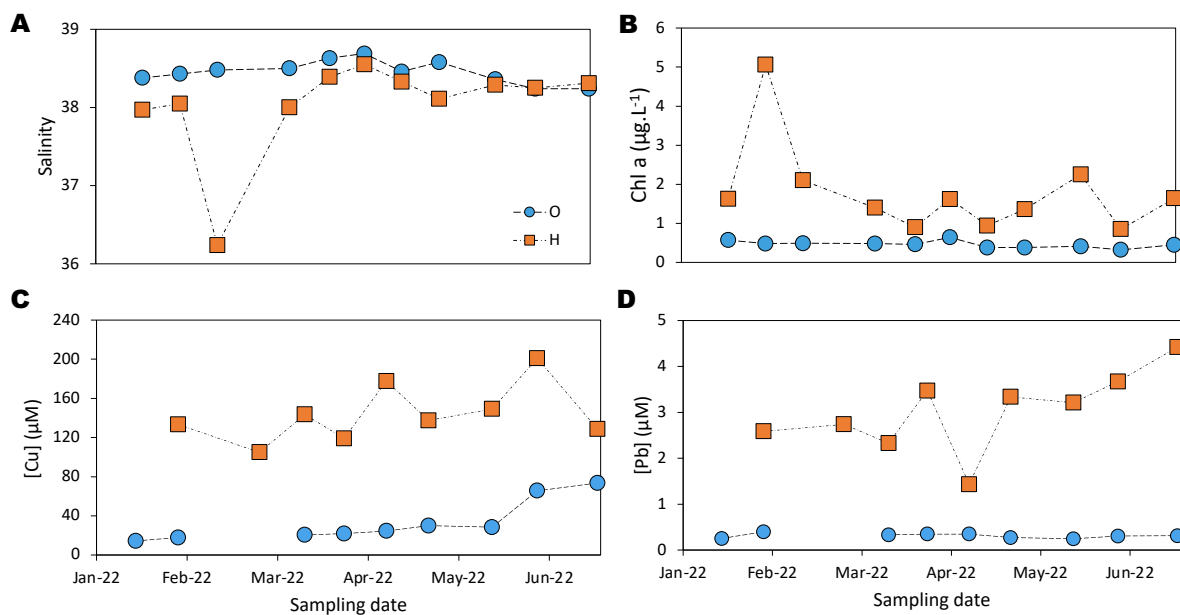 A
39
38
37
36
Salinity
O
H
B
6
5
4
3
2
1
0
Chl a (µg.L-1)
C
240
200
160
120
80
40
0
[Cu] (µM)
Jan-22 Feb-22 Mar-22 Apr-22 May-22 Jun-22
Sampling date
D
5
4
3
2
1
0
[Pb] (µM)
Jan-22 Feb-22 Mar-22 Apr-22 May-22 Jun-22
Sampling date